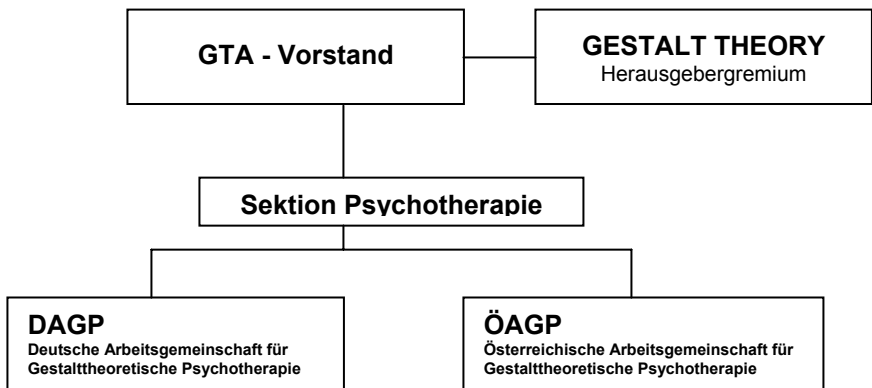 GTA - Vorstand
GESTALT THEORY
Herausgebergremium
Sektion Psychotherapie
DAGP
Deutsche Arbeitsgemeinschaft für
Gestalttheoretische Psychotherapie
ÖAGP
Österreichische Arbeitsgemeinschaft für
Gestalttheoretische Psychotherapie